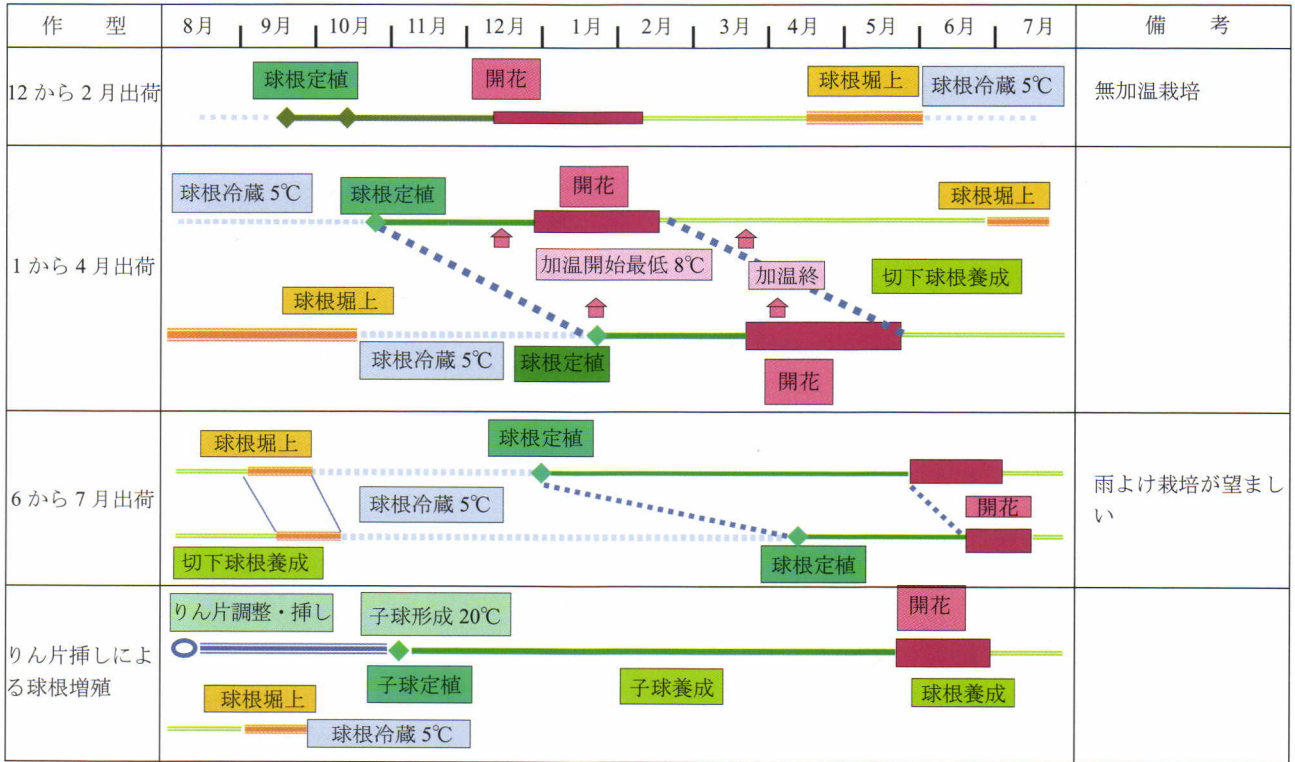 作 型
8月 9月 10月 11月 12月 1月 2月 3月 4月 5月 6月 7月
備 考
12から2月出荷
球根定植
開花
球根堀上
球根冷蔵5℃
無加温栽培
1から4月出荷
球根冷蔵5℃
球根定植
開花
球根堀上
加温開始最低8℃
加温終
切下球根養成
球根堀上
球根冷蔵5℃
球根定植
開花
6から7月出荷
球根堀上
球根定植
球根冷蔵5℃
開花
切下球根養成
球根定植
雨よけ栽培が望まし
い
りん片挿しによ
る球根増殖
りん片調整・挿し
子球形成20℃
開花
子球定植
子球養成
球根養成
球根堀上
球根冷蔵5℃